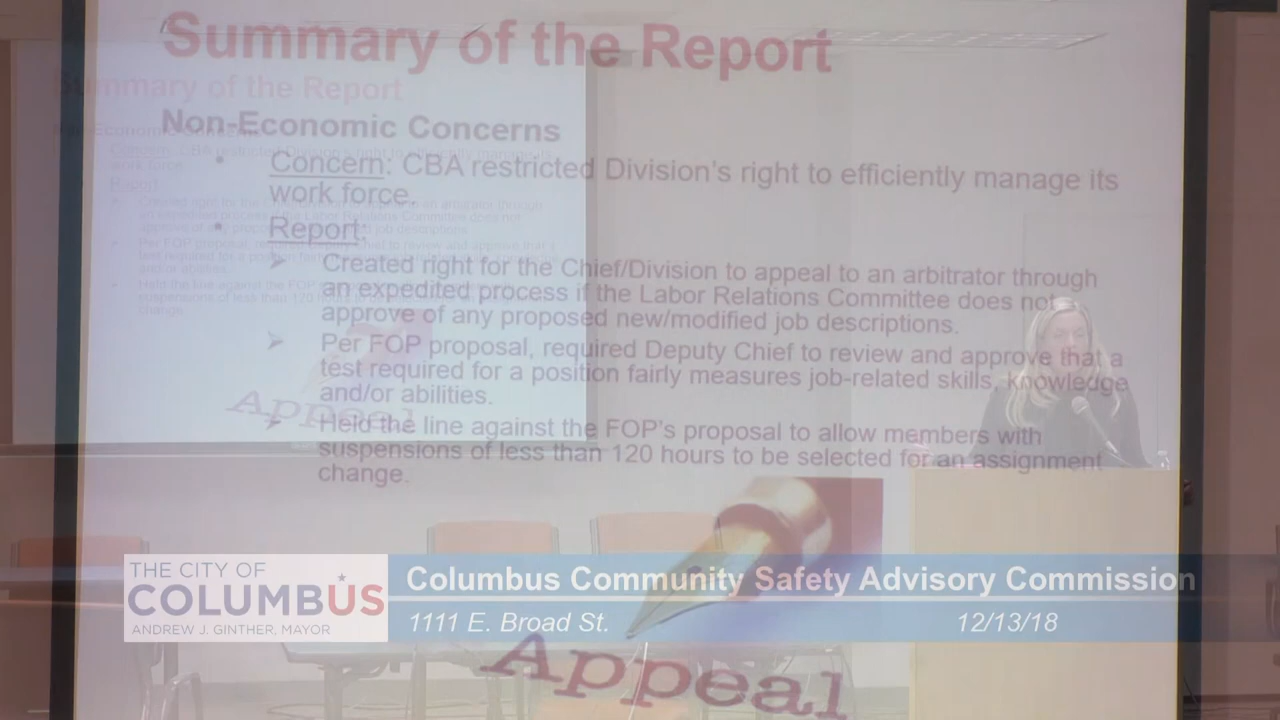 Summary of the Report
Non-Economic Concerns
• Concern: CBA restricted Division's right to efficiently manage its
work force.
• Report:
➢ Created right for the Chief/Division to appeal to an arbitrator through
an expedited process if the Labor Relations Committee does not
approve of any proposed new/modified job descriptions.
➢ Per FOP proposal, required Deputy Chief to review and approve that a
test required for a position fairly measures job-related skills, knowledge
and/or abilities.
➢ Held the line against the FOP's proposal to allow members with
suspensions of less than 120 hours to be selected for an assignment
change.
Appeal
Summary of the Report
Appeal
THE CITY OF
COLUMBUS
ANDREW J. GINTHER, MAYOR
Columbus Community Safety Advisory Commission
1111 E. Broad St. 12/13/18